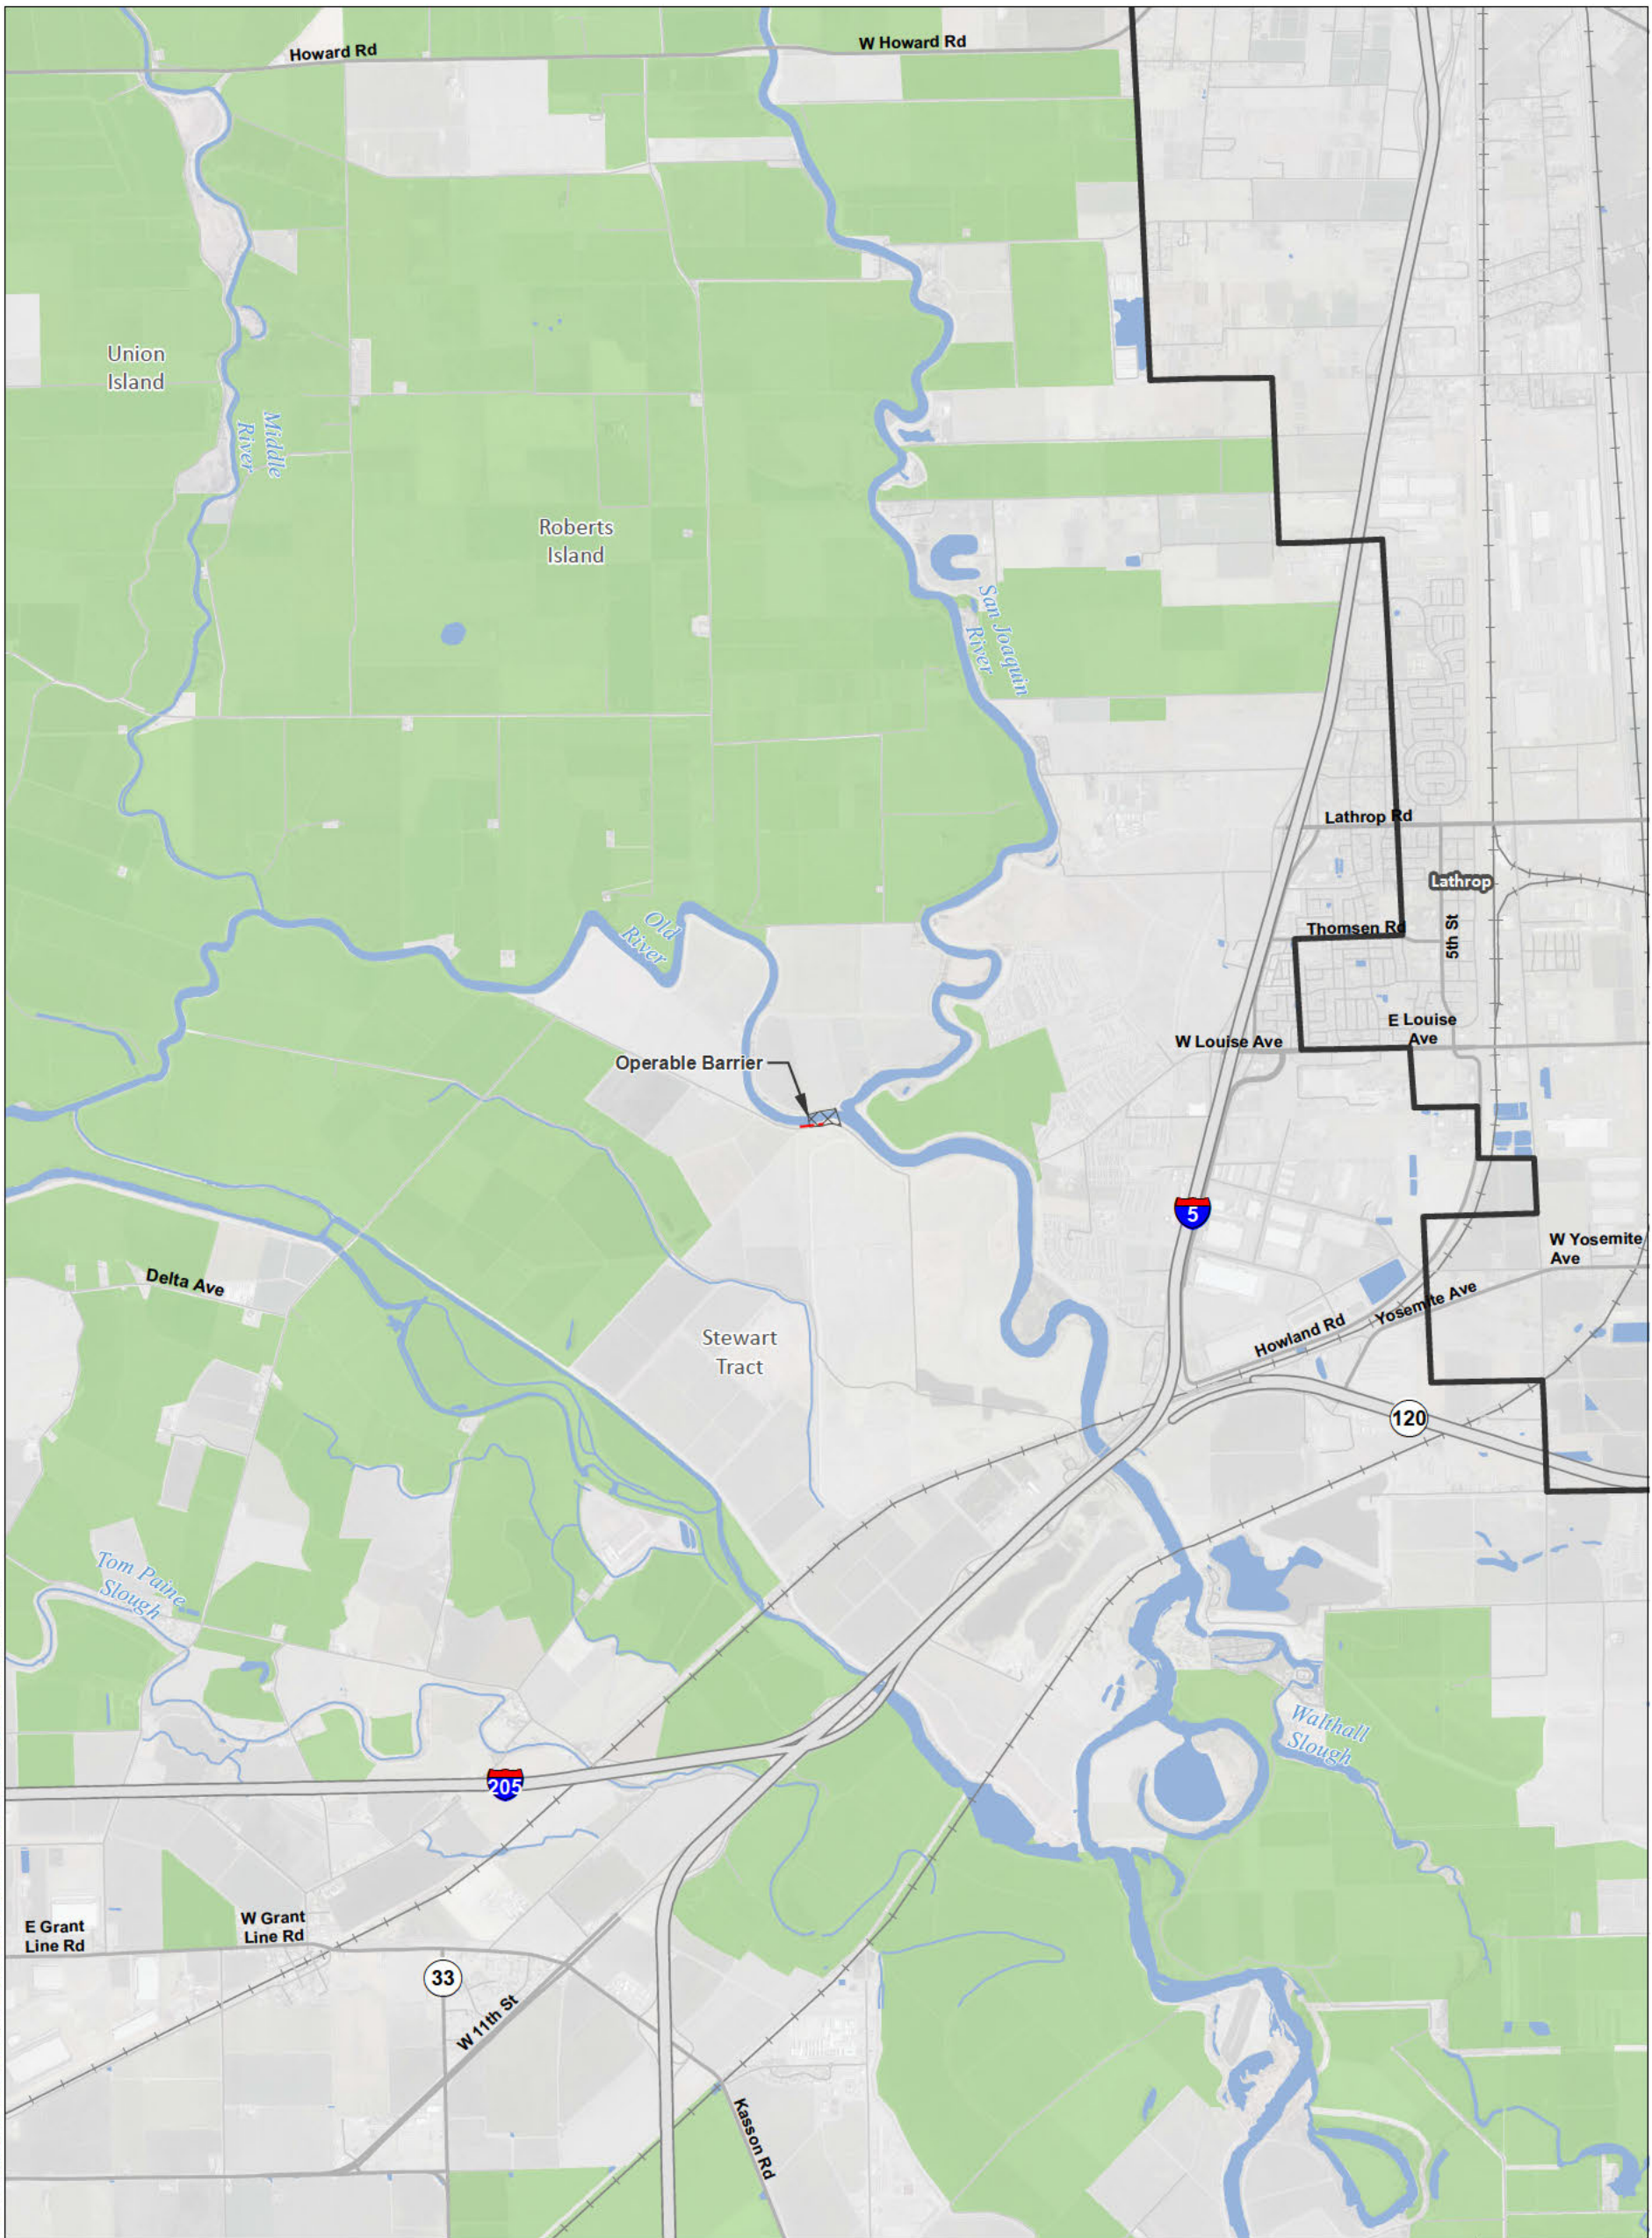 Howard Rd
W Howard Rd
Union
Island
Middle
River
Roberts
Island
San Joaquin
River
Lathrop Rd
Lathrop
Thomsen Rd
5th St
Old
River
E Louise
Ave
W Louise Ave
Operable Barrier
5
W Yosemite
Ave
Delta Ave
Yosemite Ave
Howland Rd
Stewart
Tract
120
Tom Paine
Slough
Walthall
Slough
205
E Grant
Line Rd
W Grant
Line Rd
33
W 11th St
Kasson Rd